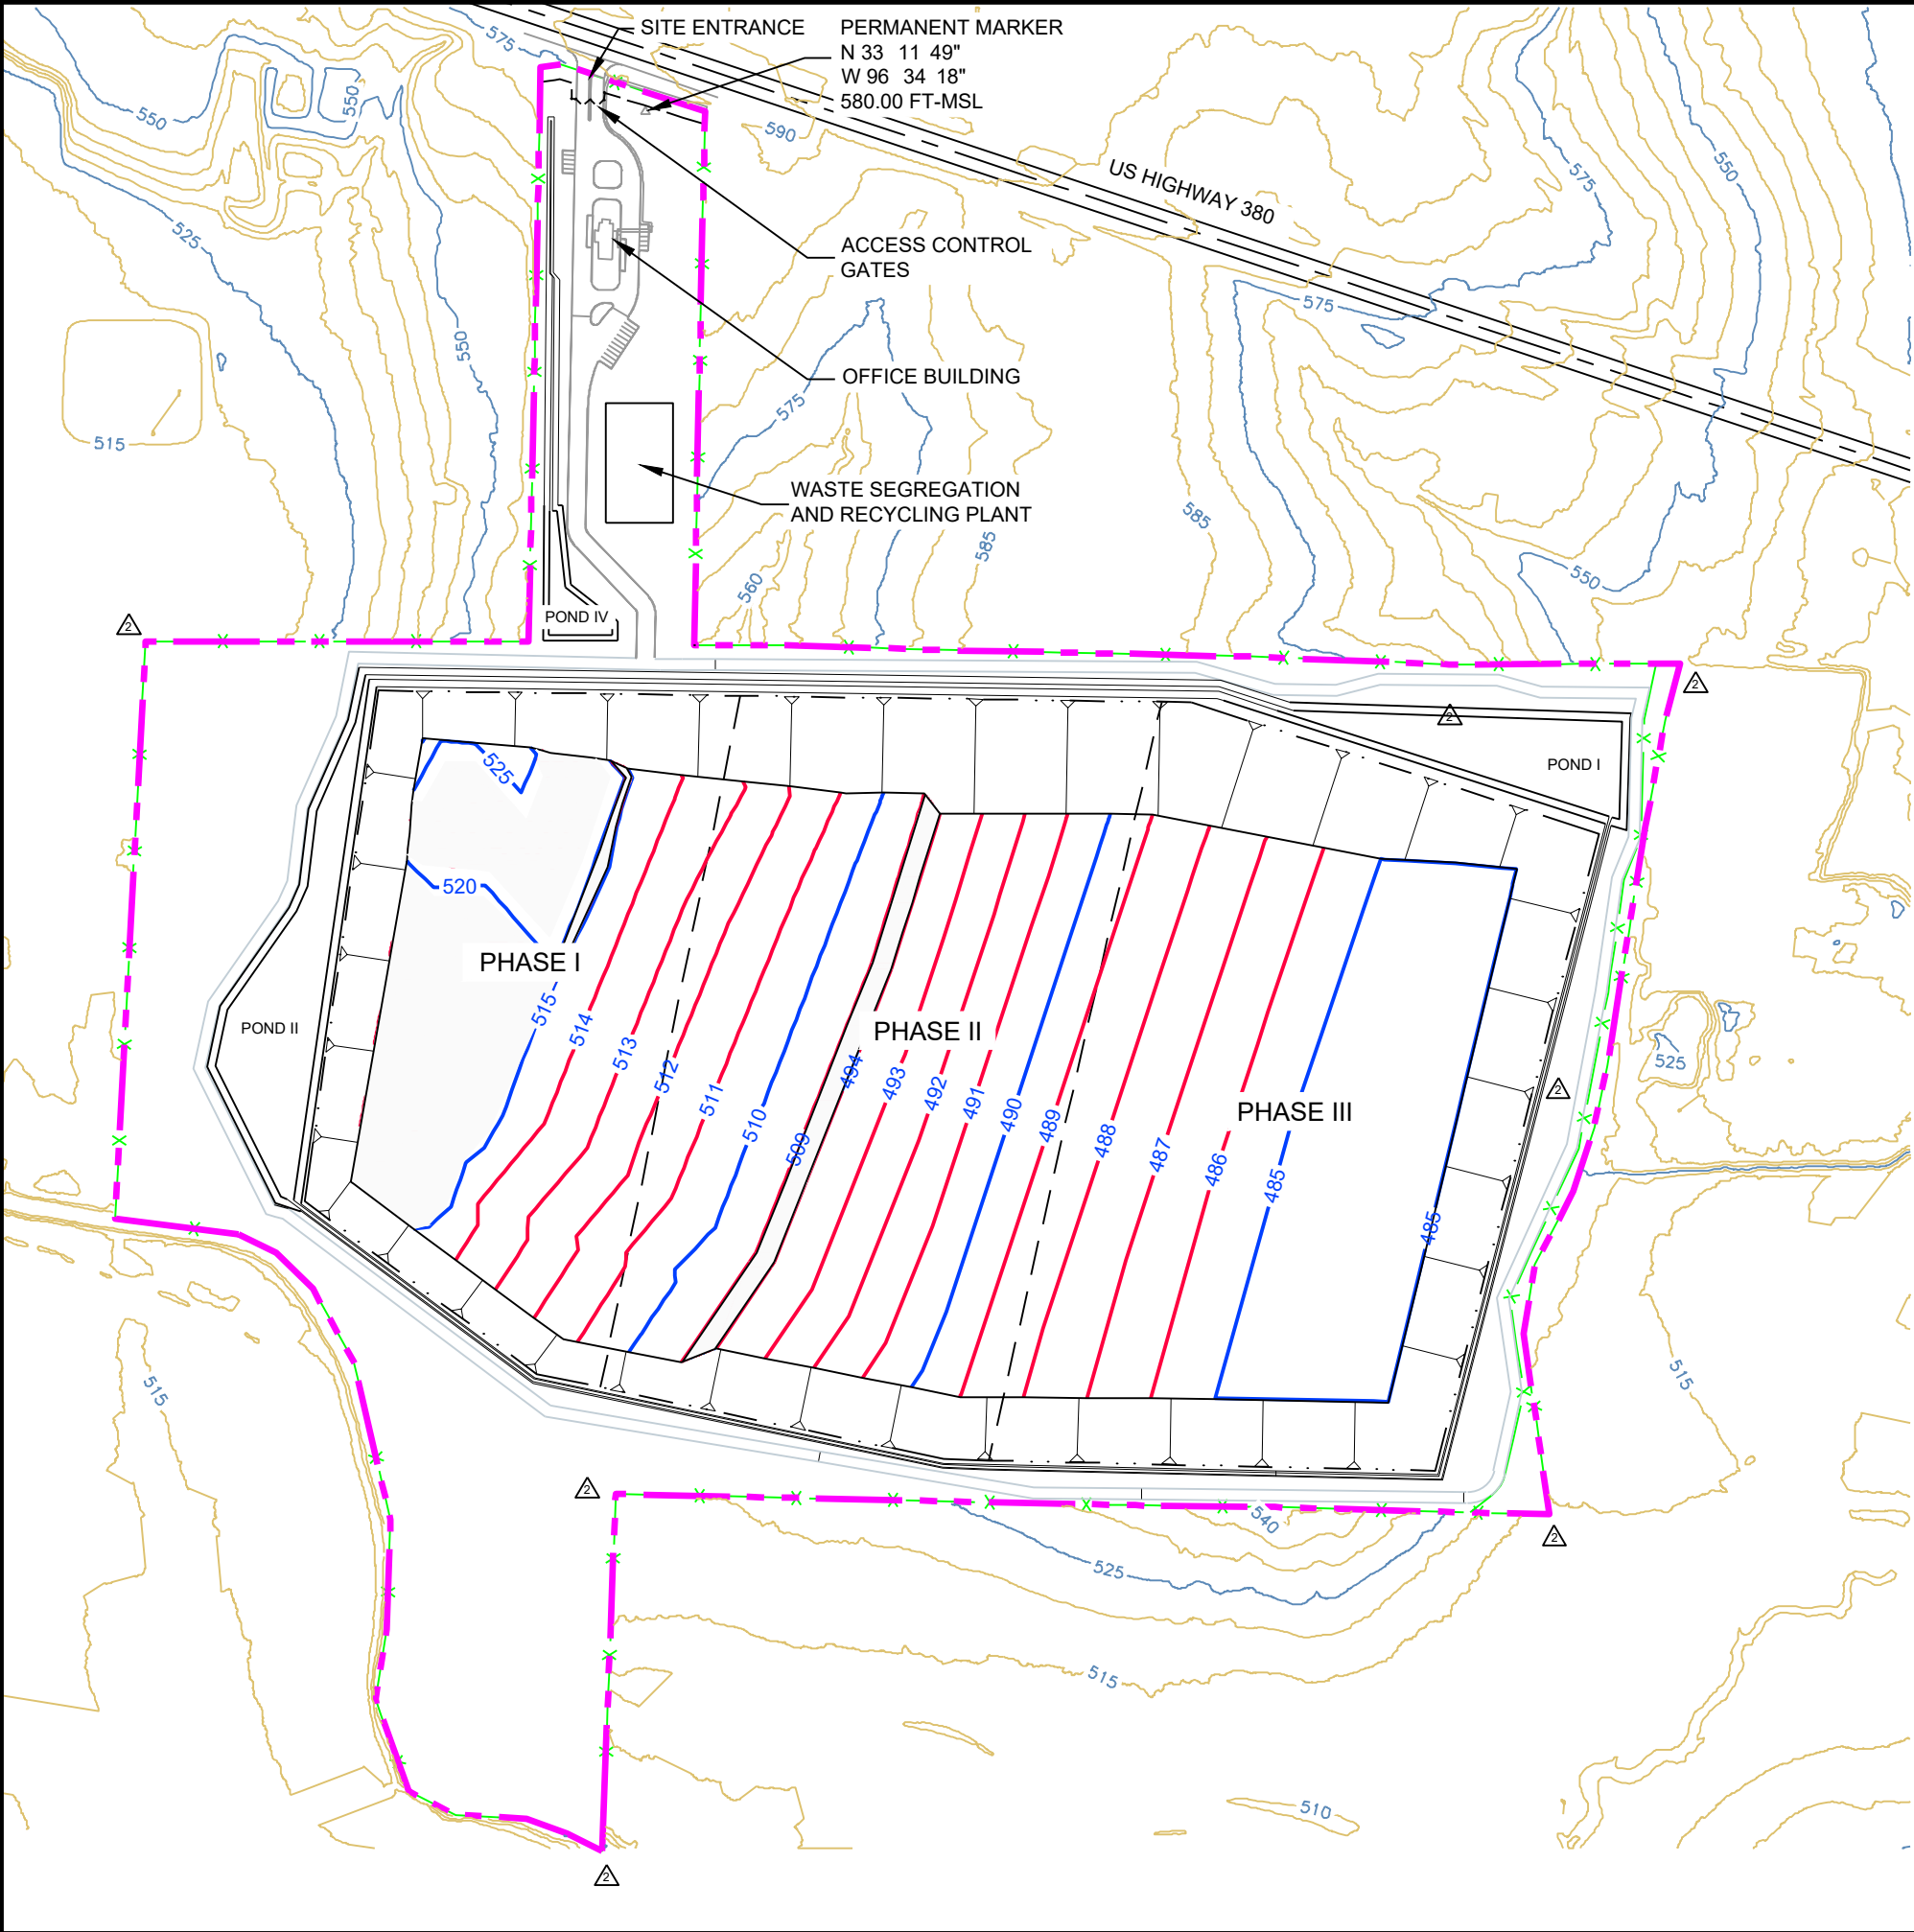 SITE ENTRANCE
PERMANENT MARKER
N 33 11 49"
W 96 34 18"
580.00 FT-MSL
575
550
550
590
US HIGHWAY 380
575
550
525
ACCESS CONTROL
GATES
550
575
OFFICE BUILDING
575
515
WASTE SEGREGATION
AND RECYCLING PLANT
585
585
560
550
POND IV
2
2
2
POND I
525
520
PHASE I
515
514
513
512
511
510
509
494
PHASE II
493
492
491
490
489
488
487
486
485
PHASE III
485
POND II
525
2
515
515
2
540
2
525
515
510
2